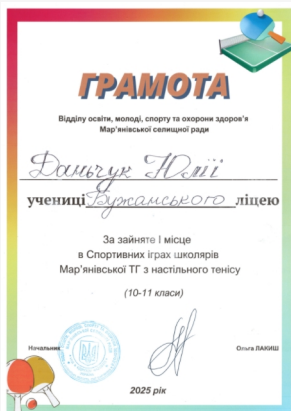 ГРАМОТА
Відділу освіти, молоді, спорту та охорони здоров'я
Мар'янівської селищної ради
Даньчук Юлії
учениці Бужанського ліцею
За зайняте І місце
в Спортивних іграх школярів
Мар'янівської ТГ з настільного тенісу
(10-11 класи)
Начальник Ольга ЛАКИШ
2025 рік